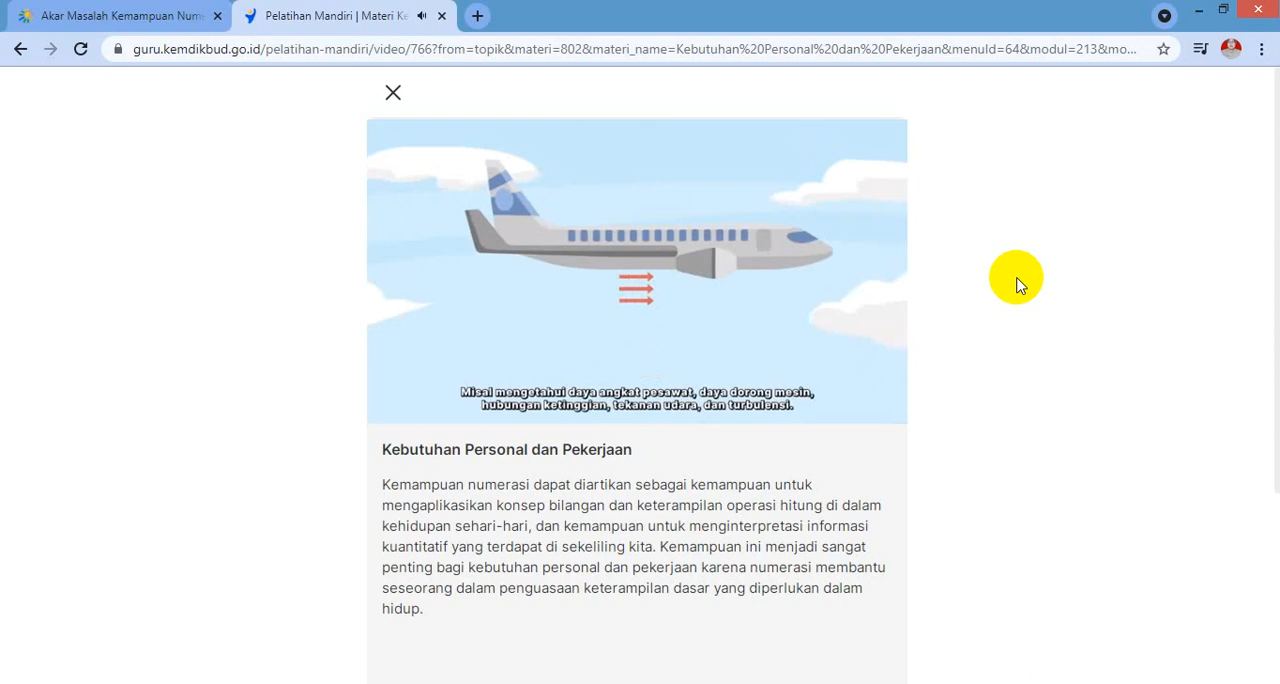 Akar Masalah Kemampuan Nume
Pelatihan Mandiri | Materi Ke
guru.kemdikbud.go.id/pelatihan-mandiri/video/766?from=topik&materi=802&materi_name=Kebutuhan%20Personal%20dan%20Pekerjaan&menuId=64&modul=213&mo...
Misal mengetahui daya angkat pesawat, daya dorong mesin,
hubungan ketinggian, tekanan udara, dan turbulensi.
Kebutuhan Personal dan Pekerjaan
Kemampuan numerasi dapat diartikan sebagai kemampuan untuk
mengaplikasikan konsep bilangan dan keterampilan operasi hitung di dalam
kehidupan sehari-hari, dan kemampuan untuk menginterpretasi informasi
kuantitatif yang terdapat di sekeliling kita. Kemampuan ini menjadi sangat
penting bagi kebutuhan personal dan pekerjaan karena numerasi membantu
seseorang dalam penguasaan keterampilan dasar yang diperlukan dalam
hidup.